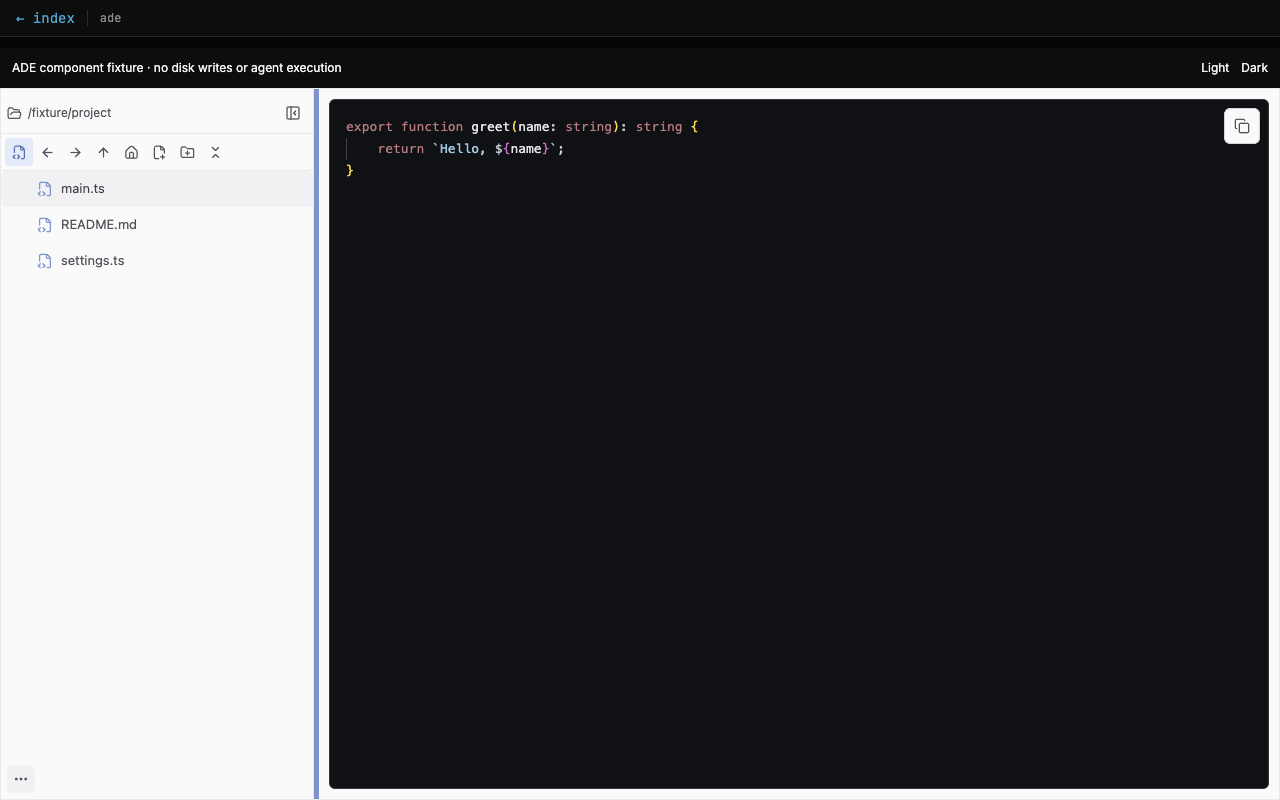 ← index
ade
ADE component fixture · no disk writes or agent execution
Light
Dark
/fixture/project
main.ts
README.md
settings.ts
export function greet(name: string): string {
    return `Hello, ${name}`;
}